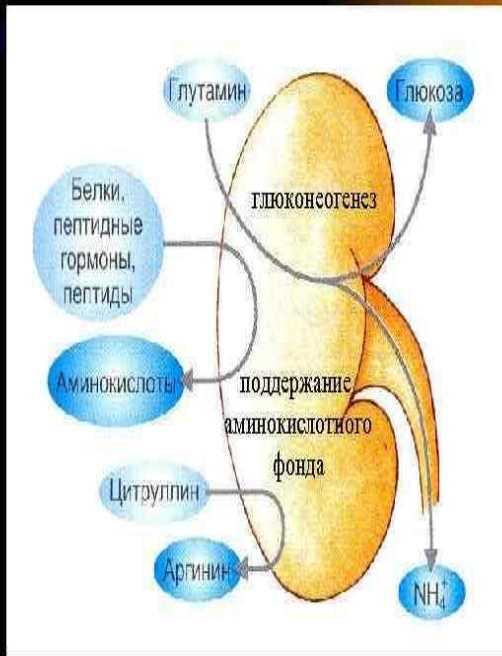 Глутамин
Глюкоза
глюконеогенез
Белки,
пептидные
гормоны,
пептиды
Аминокислоты
поддержание
аминокислотного
фонда
Цитруллин
Аргинин
NH₄⁺